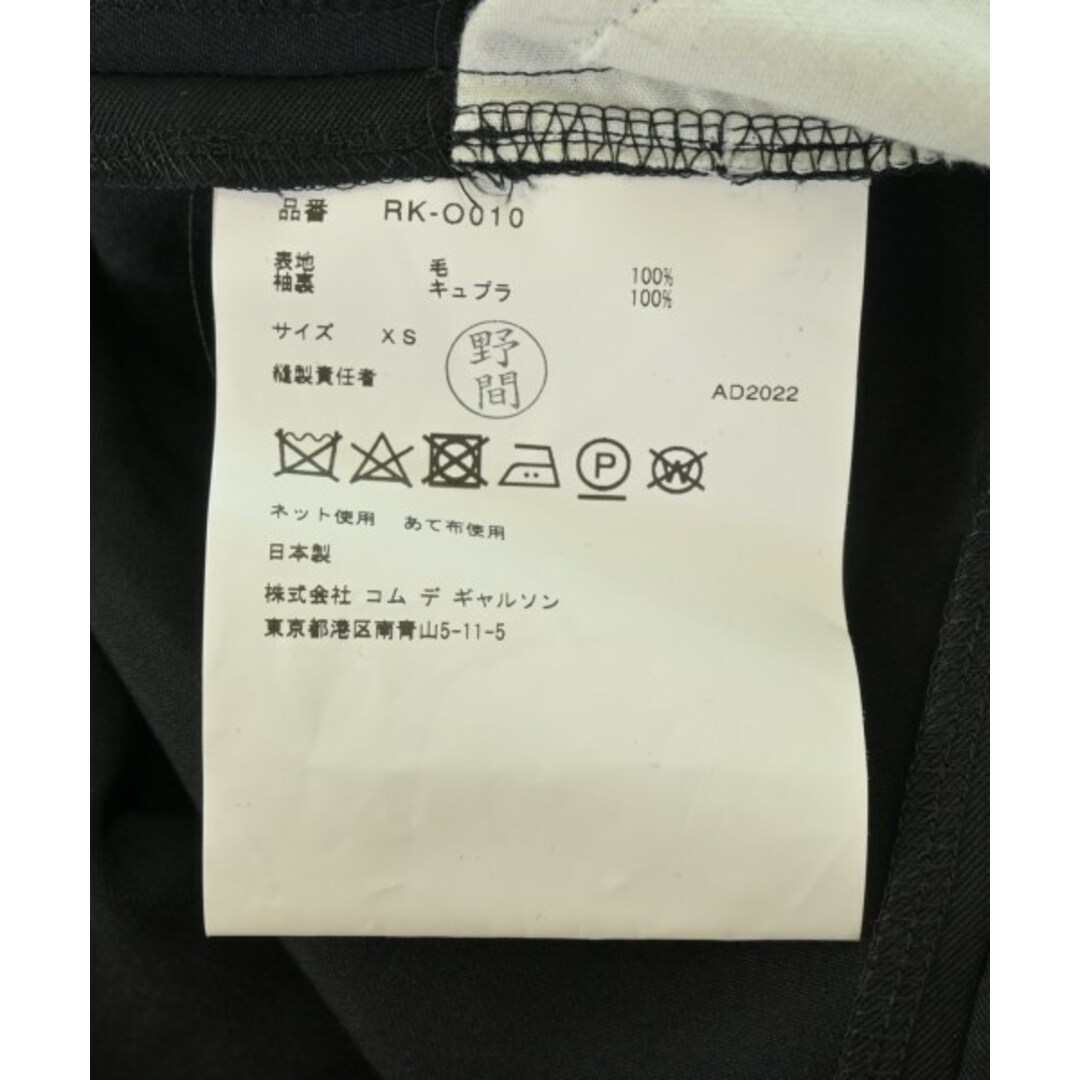 品番 RK-O010
表地 毛 100%
袖裏 キュプラ 100%
サイズ XS
野間
縫製責任者
AD2022
P W
ネット使用 あて布使用
日本製
株式会社 コム デ ギャルソン
東京都港区南青山5-11-5